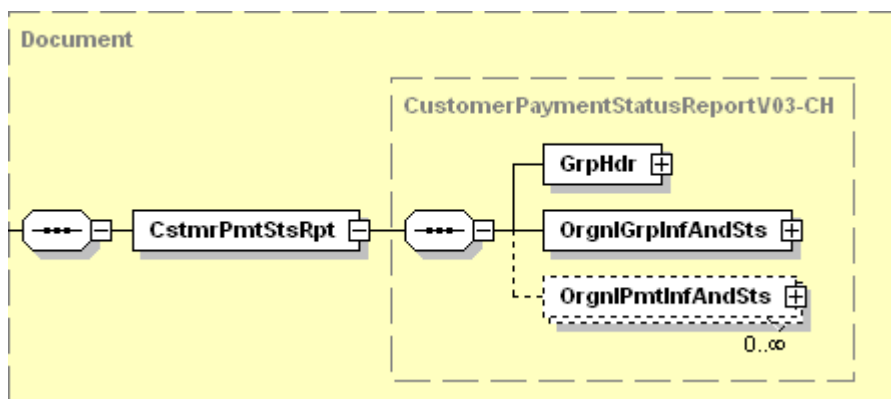 Document
CustomerPaymentStatusReportV03-CH
GrpHdr
CstmrPmtStsRpt
OrgnlGrpInfAndSts
OrgnlPmtInfAndSts
0..∞